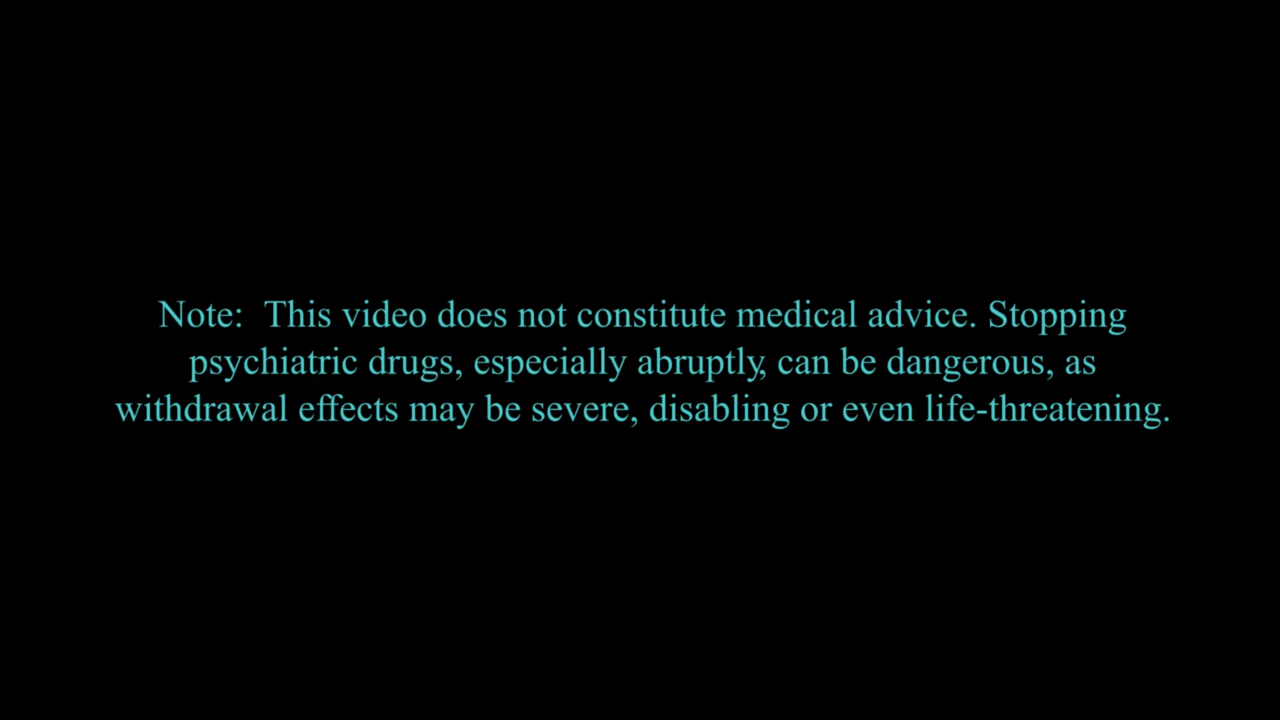 Note:  This video does not constitute medical advice. Stopping
psychiatric drugs, especially abruptly, can be dangerous, as
withdrawal effects may be severe, disabling or even life-threatening.